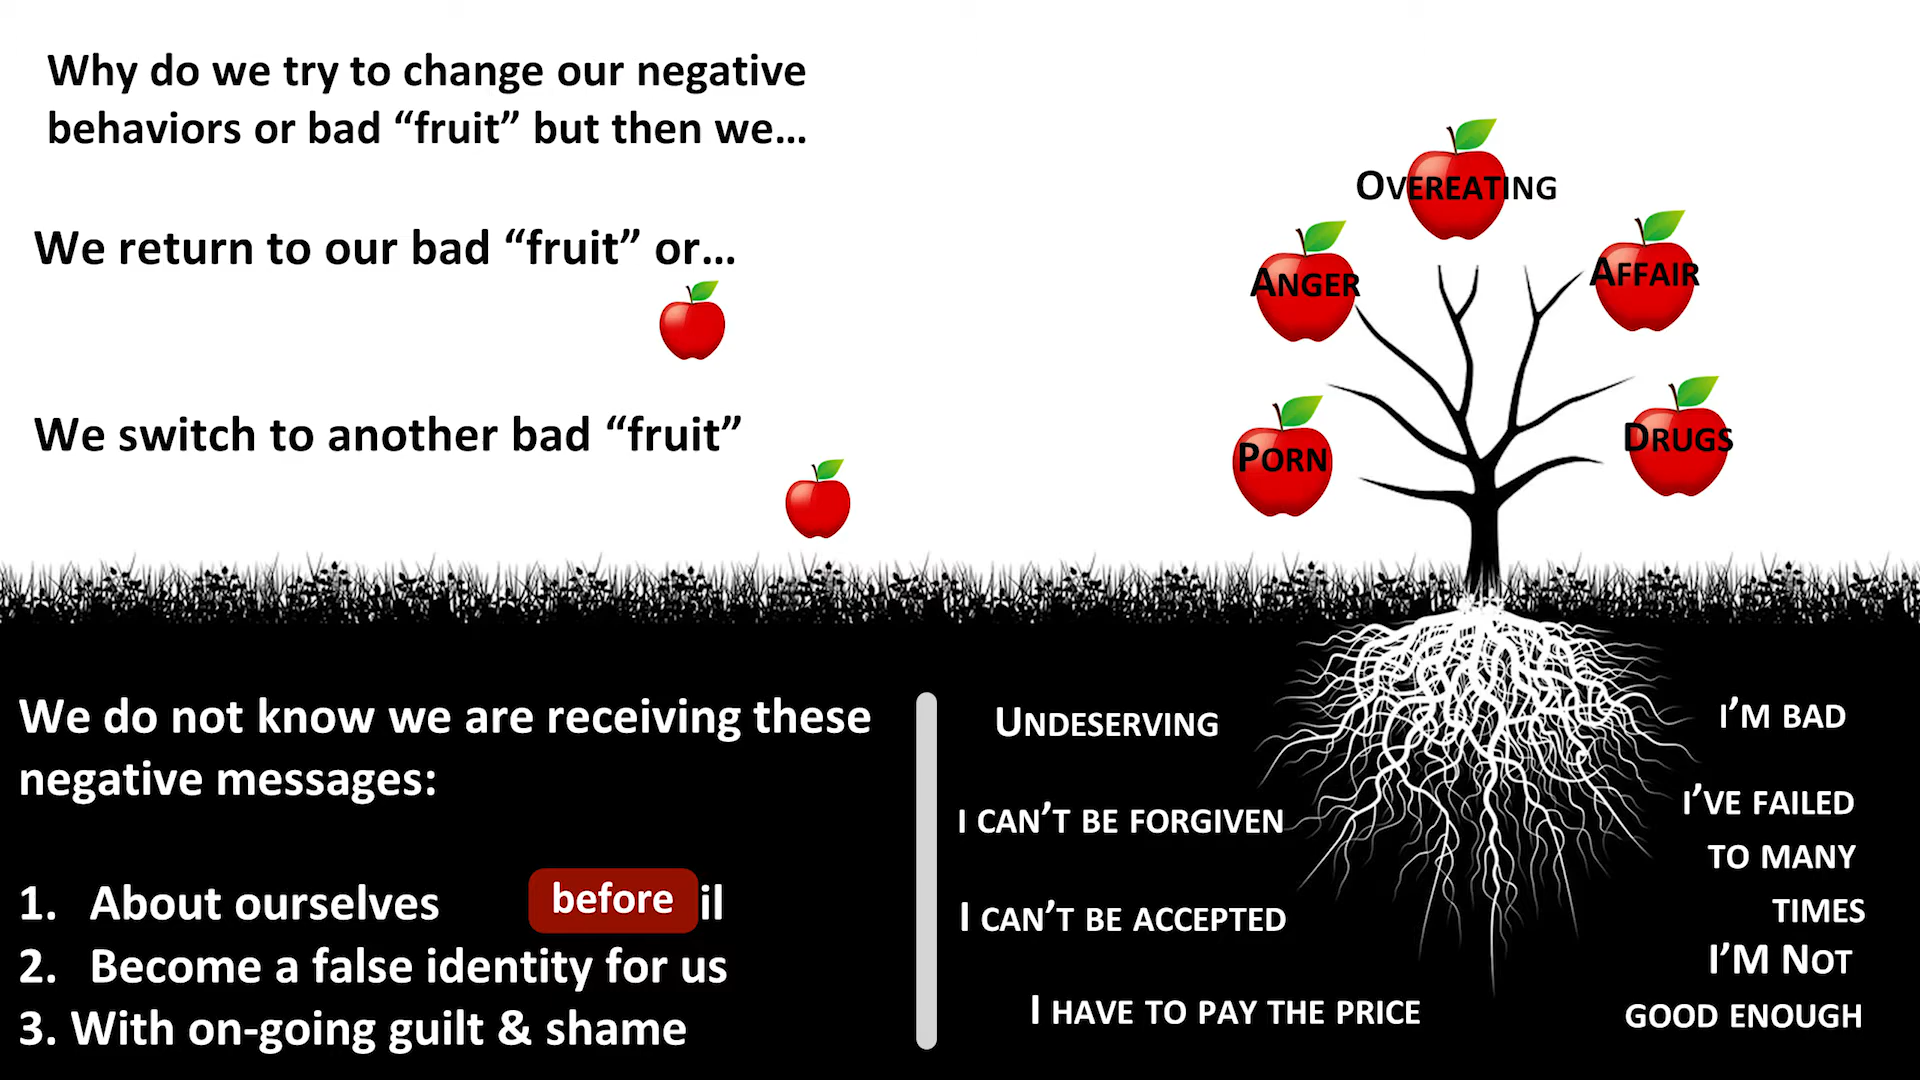 Why do we try to change our negative
behaviors or bad “fruit” but then we...
We return to our bad “fruit” or...
We switch to another bad “fruit”
Overeating
Anger
Affair
Porn
Drugs
We do not know we are receiving these
negative messages:
1. About ourselves before il
2. Become a false identity for us
3. With on-going guilt & shame
Undeserving
I can’t be forgiven
I can’t be accepted
I have to pay the price
I’m bad
I’ve failed
to many
times
I’m Not
good enough